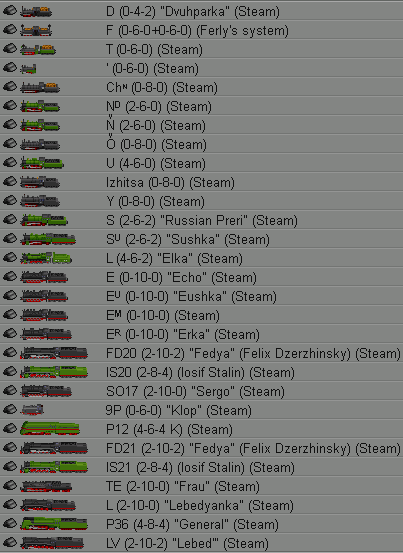 D (0-4-2) "Dvuhparka" (Steam)
F (0-6-0+0-6-0) (Ferly's system)
T (0-6-0) (Steam)
' (0-6-0) (Steam)
Chᴺ (0-8-0) (Steam)
Nᴰ (2-6-0) (Steam)
Nⱽ (2-6-0) (Steam)
Oⱽ (0-8-0) (Steam)
U (4-6-0) (Steam)
Izhitsa (0-8-0) (Steam)
Y (0-8-0) (Steam)
S (2-6-2) "Russian Preri" (Steam)
Sᵁ (2-6-2) "Sushka" (Steam)
L (4-6-2) "Elka" (Steam)
E (0-10-0) "Echo" (Steam)
Eᵁ (0-10-0) "Eushka" (Steam)
Eᴹ (0-10-0) (Steam)
Eᴿ (0-10-0) "Erka" (Steam)
FD20 (2-10-2) "Fedya" (Felix Dzerzhinsky) (Steam)
IS20 (2-8-4) (Iosif Stalin) (Steam)
SO17 (2-10-0) "Sergo" (Steam)
9P (0-6-0) "Klop" (Steam)
P12 (4-6-4 K) (Steam)
FD21 (2-10-2) "Fedya" (Felix Dzerzhinsky) (Steam)
IS21 (2-8-4) (Iosif Stalin) (Steam)
TE (2-10-0) "Frau" (Steam)
L (2-10-0) "Lebedyanka" (Steam)
P36 (4-8-4) "General" (Steam)
LV (2-10-2) "Lebed'" (Steam)